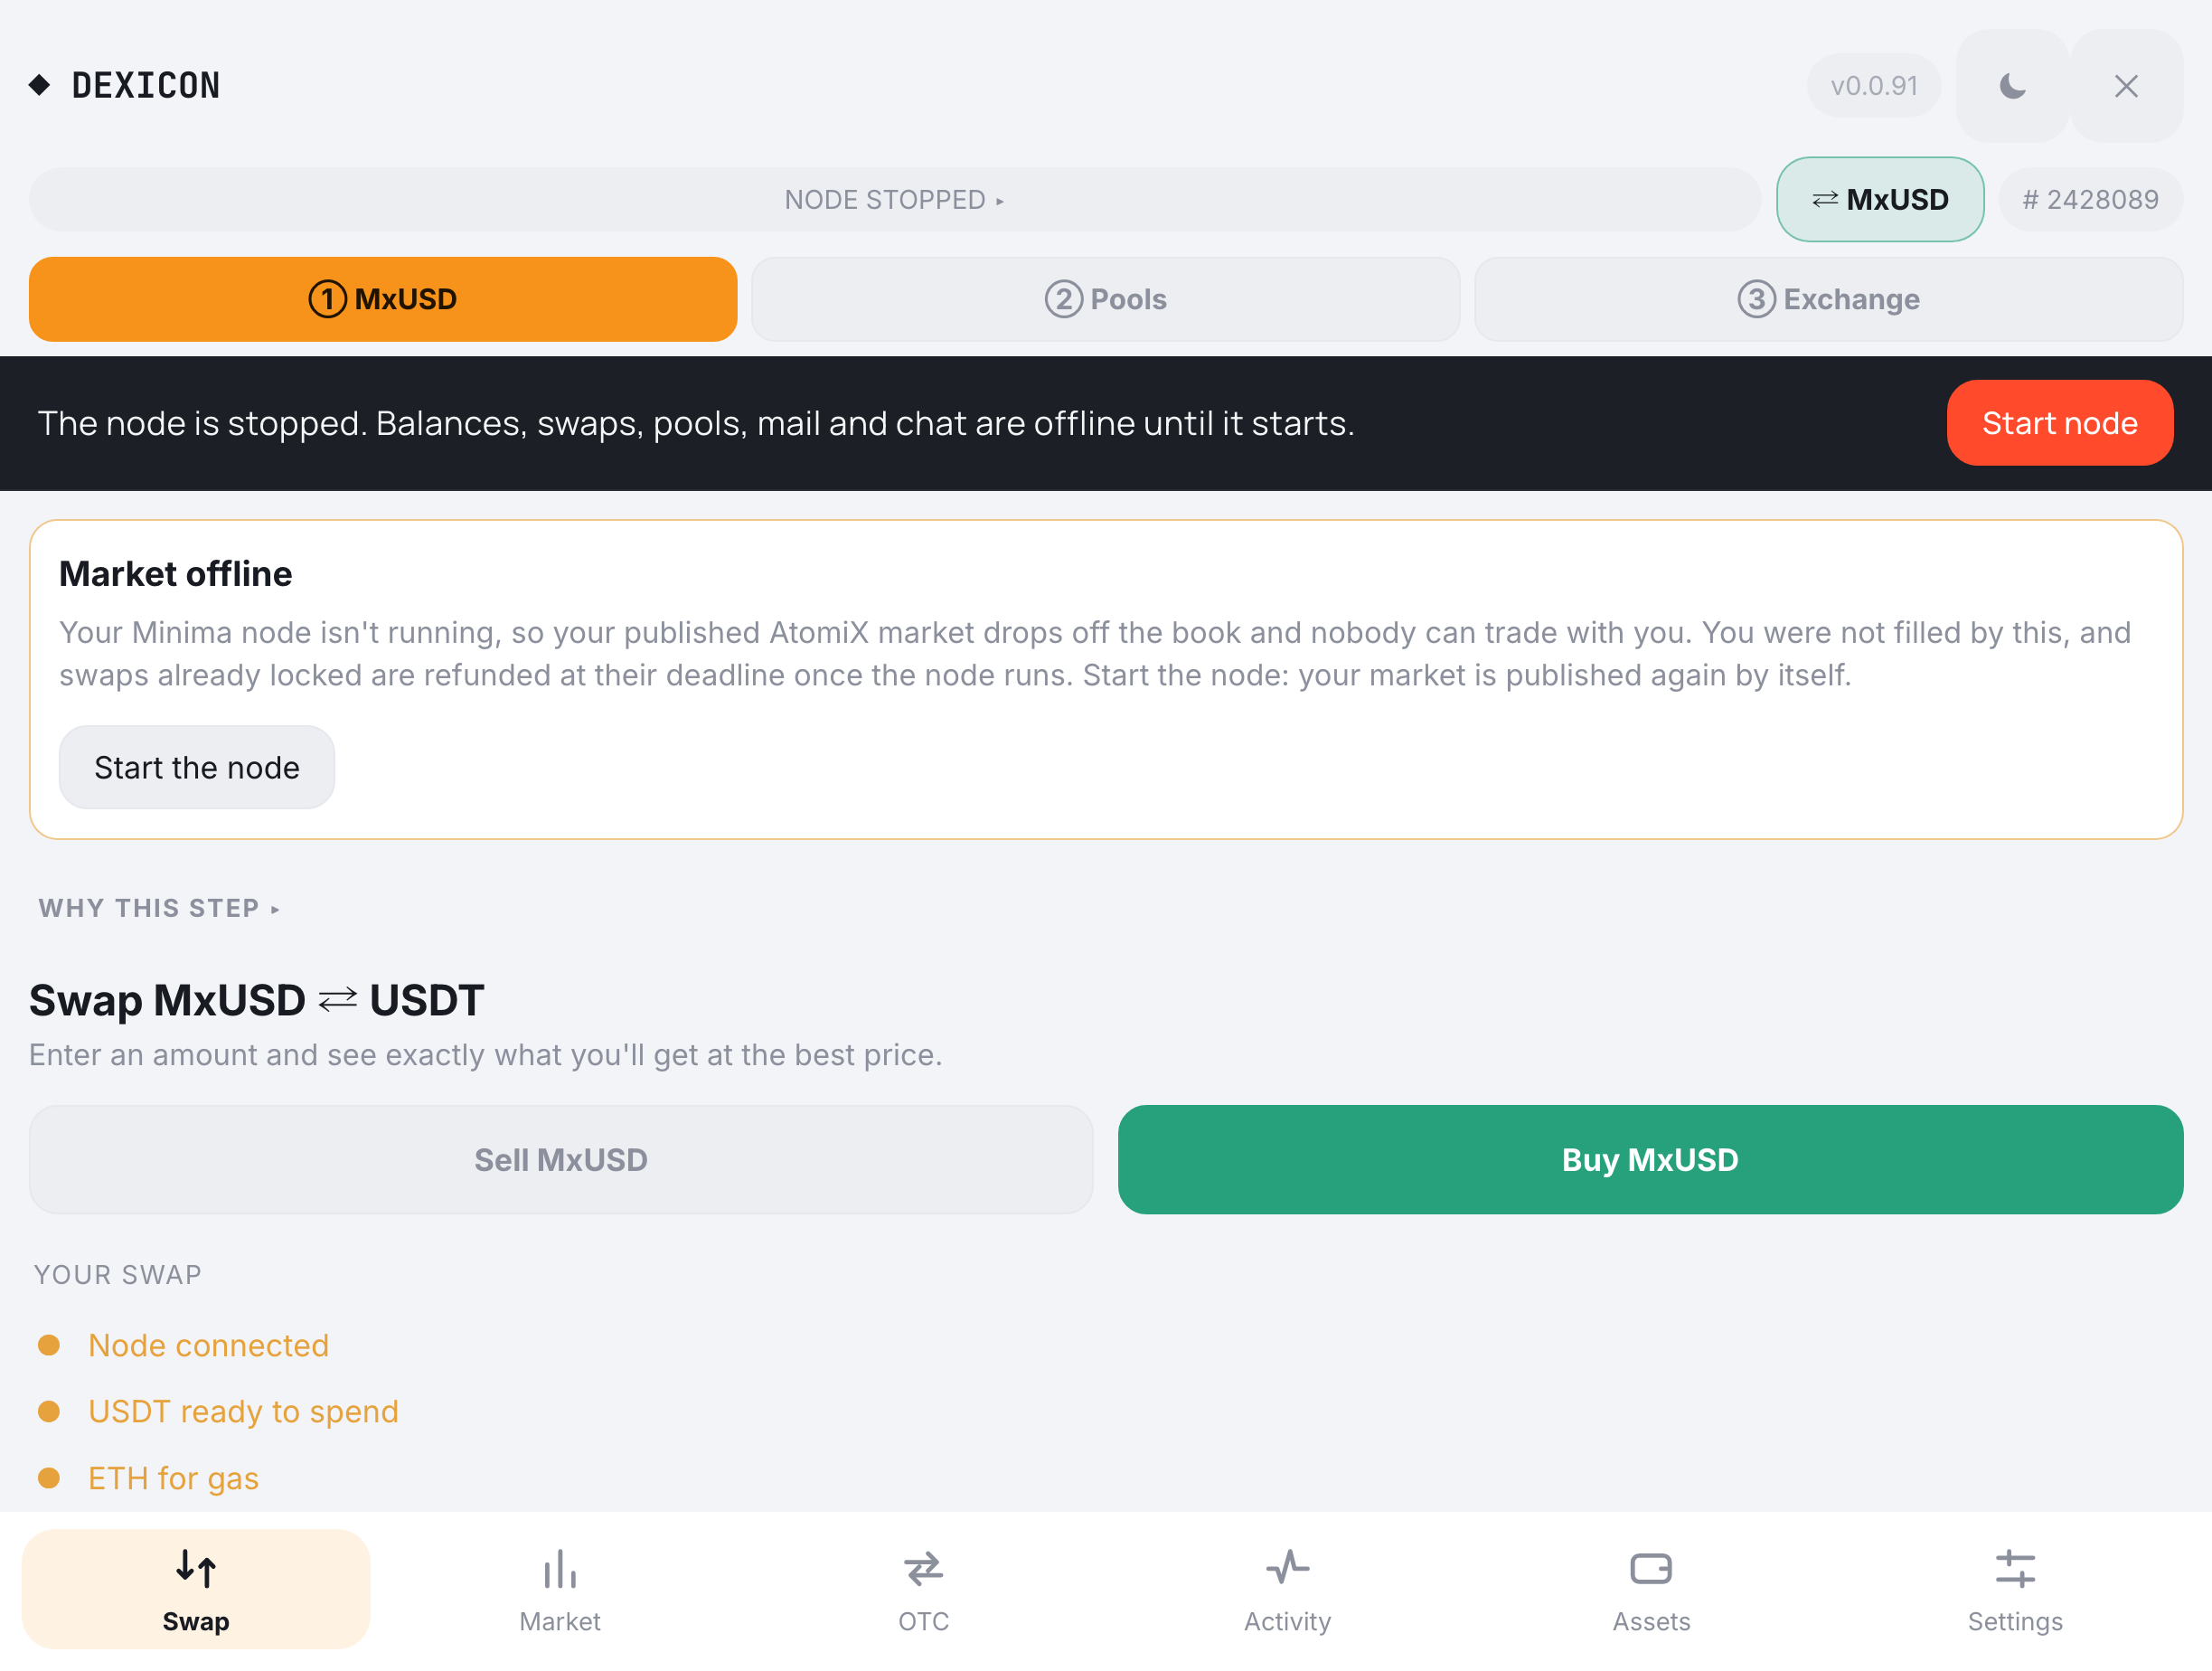 ◆ DEXICON
v0.0.91
NODE STOPPED ▸
⇄ MxUSD
# 2428089
① MxUSD
② Pools
③ Exchange
The node is stopped. Balances, swaps, pools, mail and chat are offline until it starts.
Start node
Market offline
Your Minima node isn't running, so your published AtomiX market drops off the book and nobody can trade with you. You were not filled by this, and
swaps already locked are refunded at their deadline once the node runs. Start the node: your market is published again by itself.
Start the node
WHY THIS STEP ▸
Swap MxUSD ⇄ USDT
Enter an amount and see exactly what you'll get at the best price.
Sell MxUSD
Buy MxUSD
YOUR SWAP
Node connected
USDT ready to spend
ETH for gas
Swap
Market
OTC
Activity
Assets
Settings